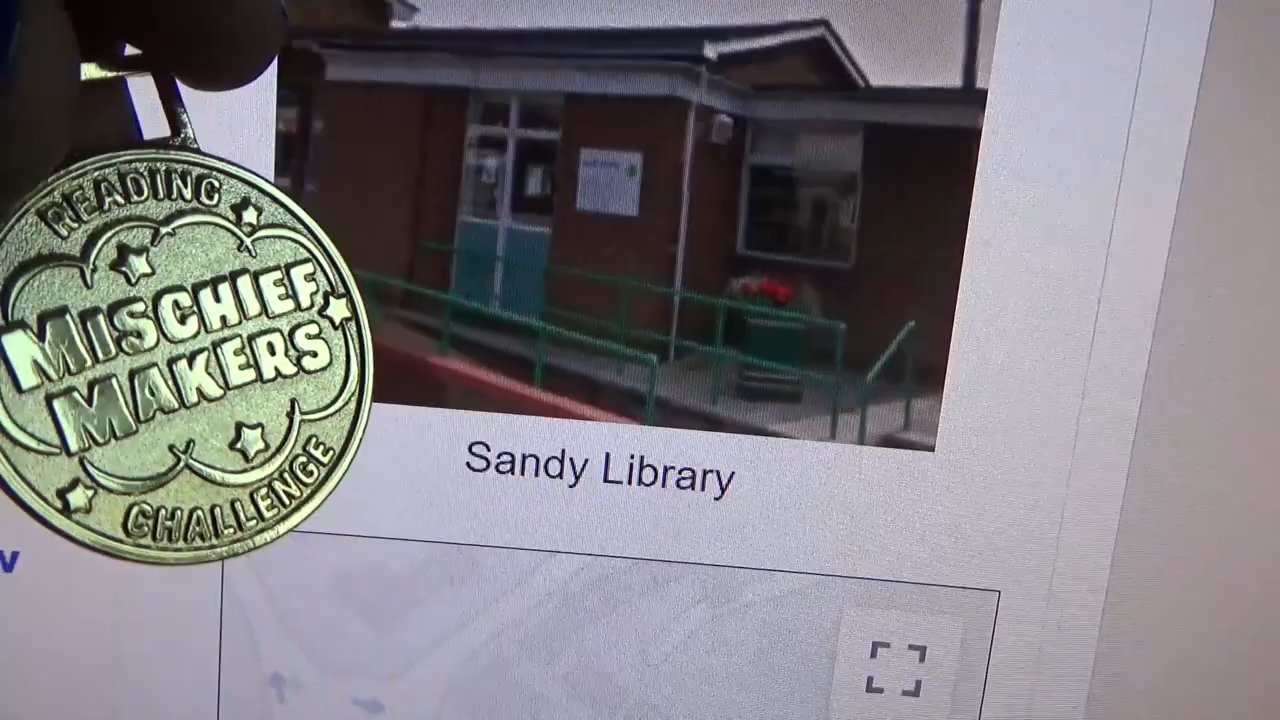 READING
MISCHIEF
MAKERS
CHALLENGE
Sandy Library